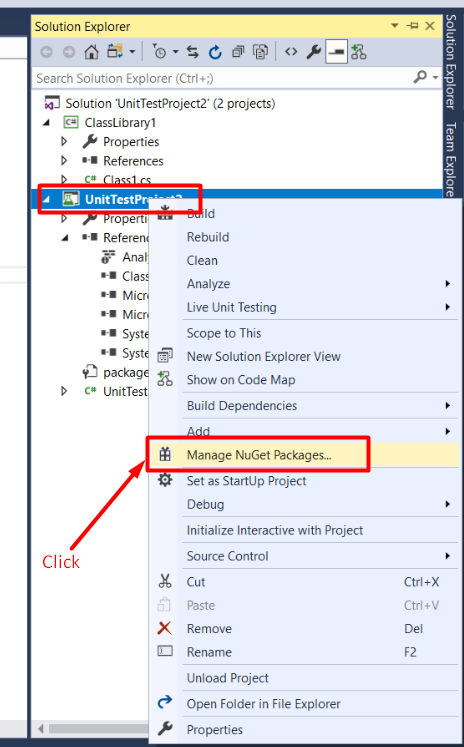 Solution Explorer
Search Solution Explorer (Ctrl+;)
Solution 'UnitTestProject2' (2 projects)
ClassLibrary1
Properties
References
Class1.cs
UnitTestProject2
Properti
Referenc
Analy
Class
Micr
Micr
Syste
Syste
package
UnitTest
Build
Rebuild
Clean
Analyze
Live Unit Testing
Scope to This
New Solution Explorer View
Show on Code Map
Build Dependencies
Add
Manage NuGet Packages...
Set as StartUp Project
Debug
Initialize Interactive with Project
Source Control
Cut Ctrl+X
Paste Ctrl+V
Remove Del
Rename F2
Unload Project
Open Folder in File Explorer
Properties
Click
Solution Explorer
Team Explore